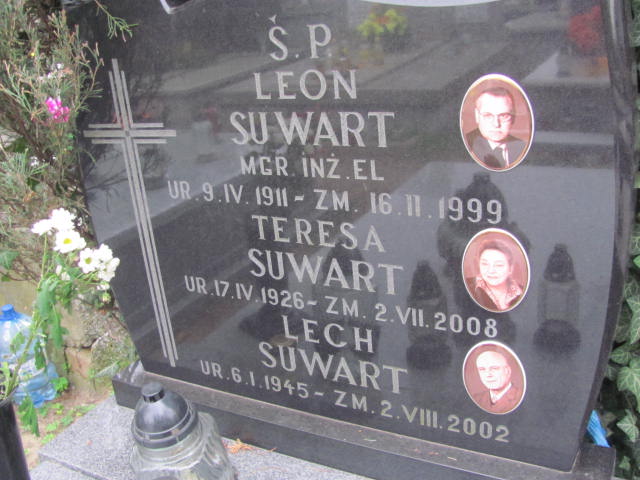 Ś.P.
LEON
SUWART
MGR. INŻ. EL
UR. 9. IV. 1911 - ZM. 16. II. 1999
TERESA
SUWART
UR. 17. IV. 1926 - ZM. 2. VII. 2008
LECH
SUWART
UR. 6. I. 1945 - ZM. 2. VIII. 2002